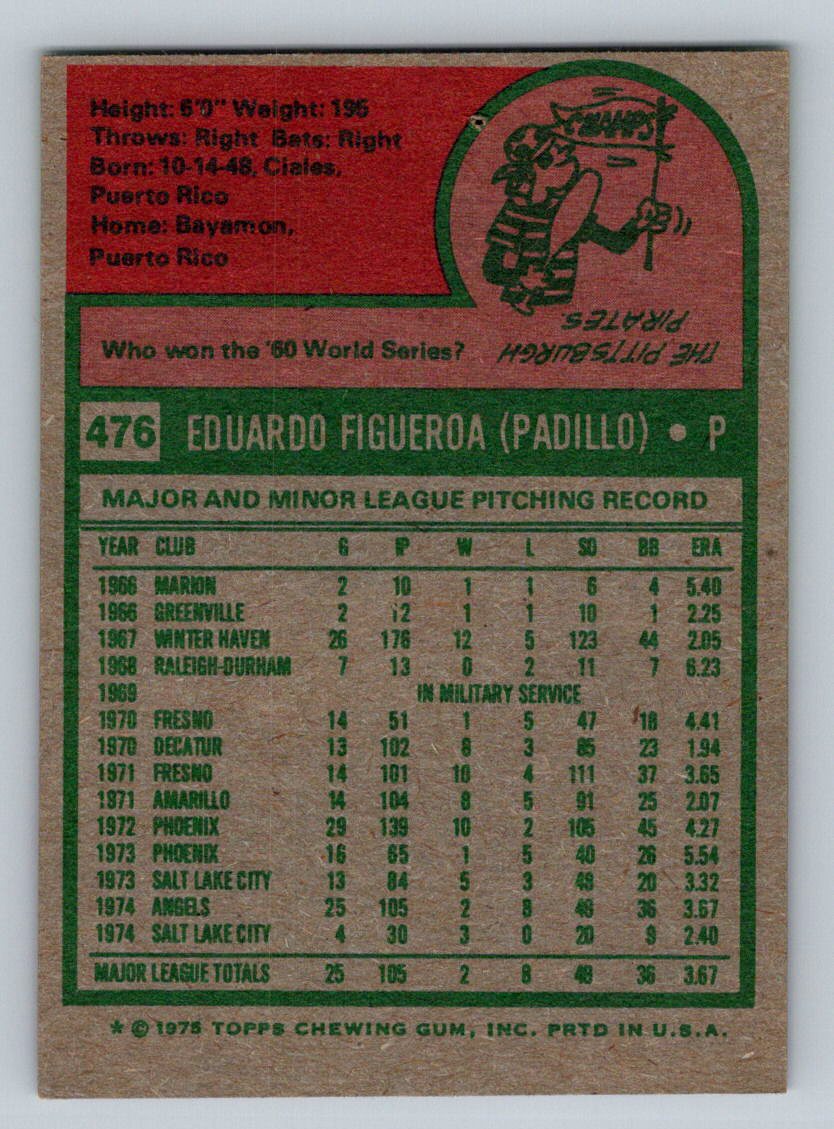 Height: 6'0" Weight: 195
Throws: Right Bats: Right
Born: 10-14-48, Ciales,
Puerto Rico
Home: Bayamon,
Puerto Rico
CHAMPS
Who won the '60 World Series?
THE PITTSBURGH
PIRATES
476 EDUARDO FIGUEROA (PADILLO) • P
MAJOR AND MINOR LEAGUE PITCHING RECORD
YEAR CLUB G IP W L SO BB ERA
1966 MARION 2 10 1 1 6 4 5.40
1966 GREENVILLE 2 12 1 1 10 1 2.25
1967 WINTER HAVEN 26 176 12 5 123 44 2.05
1968 RALEIGH-DURHAM 7 13 0 2 11 7 6.23
1969 IN MILITARY SERVICE
1970 FRESNO 14 51 1 5 47 18 4.41
1970 DECATUR 13 102 8 3 85 23 1.94
1971 FRESNO 14 101 10 4 111 37 3.65
1971 AMARILLO 14 104 8 5 91 25 2.07
1972 PHOENIX 29 139 10 2 105 45 4.27
1973 PHOENIX 16 65 1 5 40 26 5.54
1973 SALT LAKE CITY 13 84 5 3 49 20 3.32
1974 ANGELS 25 105 2 8 48 36 3.67
1974 SALT LAKE CITY 4 30 3 0 20 9 2.40
MAJOR LEAGUE TOTALS 25 105 2 8 48 36 3.67
* © 1975 TOPPS CHEWING GUM, INC. PRTD IN U.S.A.